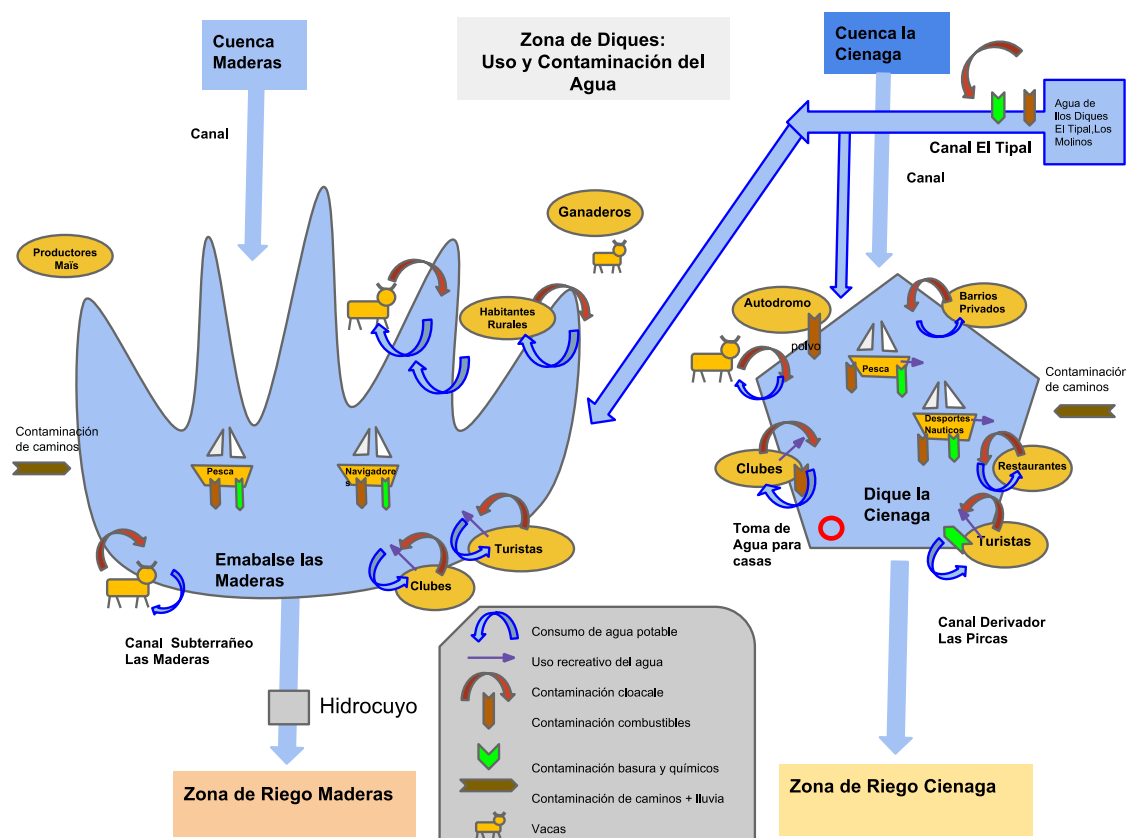 Cuenca
Maderas
Zona de Diques:
Uso y Contaminación del
Agua
Cuenca la
Cienaga
Agua de
llos Diques
El Tipal,Los
Molinos
Canal
Canal El Tipal
Canal
Ganaderos
Productores
Maïs
Habitantes
Rurales
Autodromo
Barrios
Privados
polvo
Pesca
Contaminación
de caminos
Desportes
Nauticos
Contaminación
de caminos
Pesca
Navigadore
s
Clubes
Restaurantes
Dique la
Cienaga
Toma de
Agua para
casas
Turistas
Turistas
Emabalse las
Maderas
Clubes
Canal Subterrañeo
Las Maderas
Canal Derivador
Las Pircas
Hidrocuyo
Consumo de agua potable
Uso recreativo del agua
Contaminación cloacale
Contaminación combustibles
Contaminación basura y químicos
Contaminación de caminos + lluvia
Vacas
Zona de Riego Maderas
Zona de Riego Cienaga